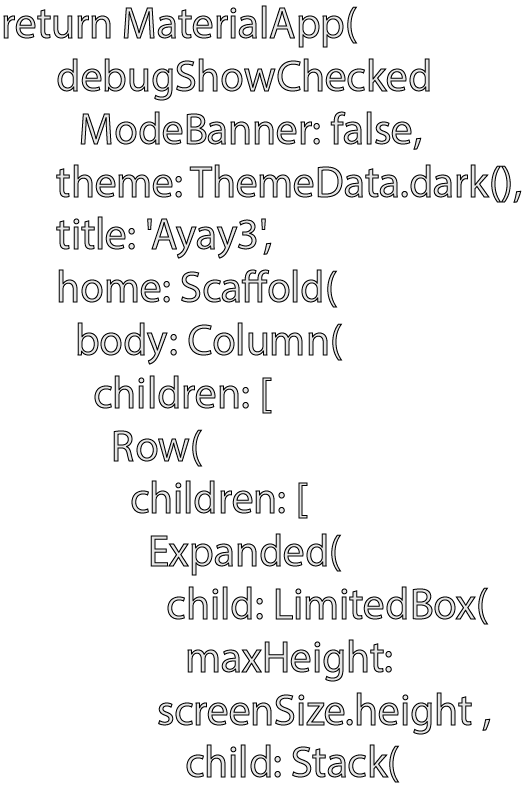 return MaterialApp(
debugShowChecked
ModeBanner: false,
theme: ThemeData.dark(),
title: 'Ayay3',
home: Scaffold(
body: Column(
children: [
Row(
children: [
Expanded(
child: LimitedBox(
maxHeight:
screenSize.height ,
child: Stack(